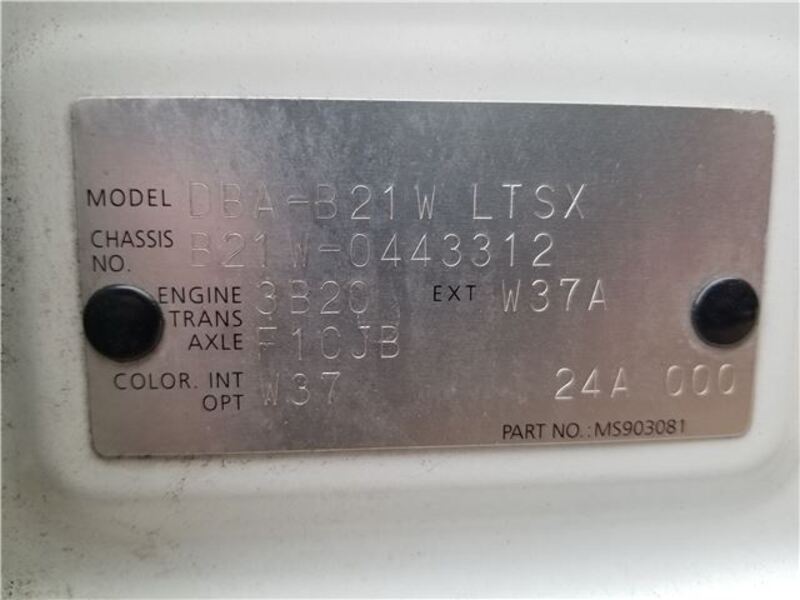 MODEL DBA-B21W LTSX
CHASSIS NO. B21W-0443312
ENGINE 3B20 EXT W37A
TRANS AXLE F1CJB
COLOR. INT OPT W37 24A 000
PART NO.: MS903081